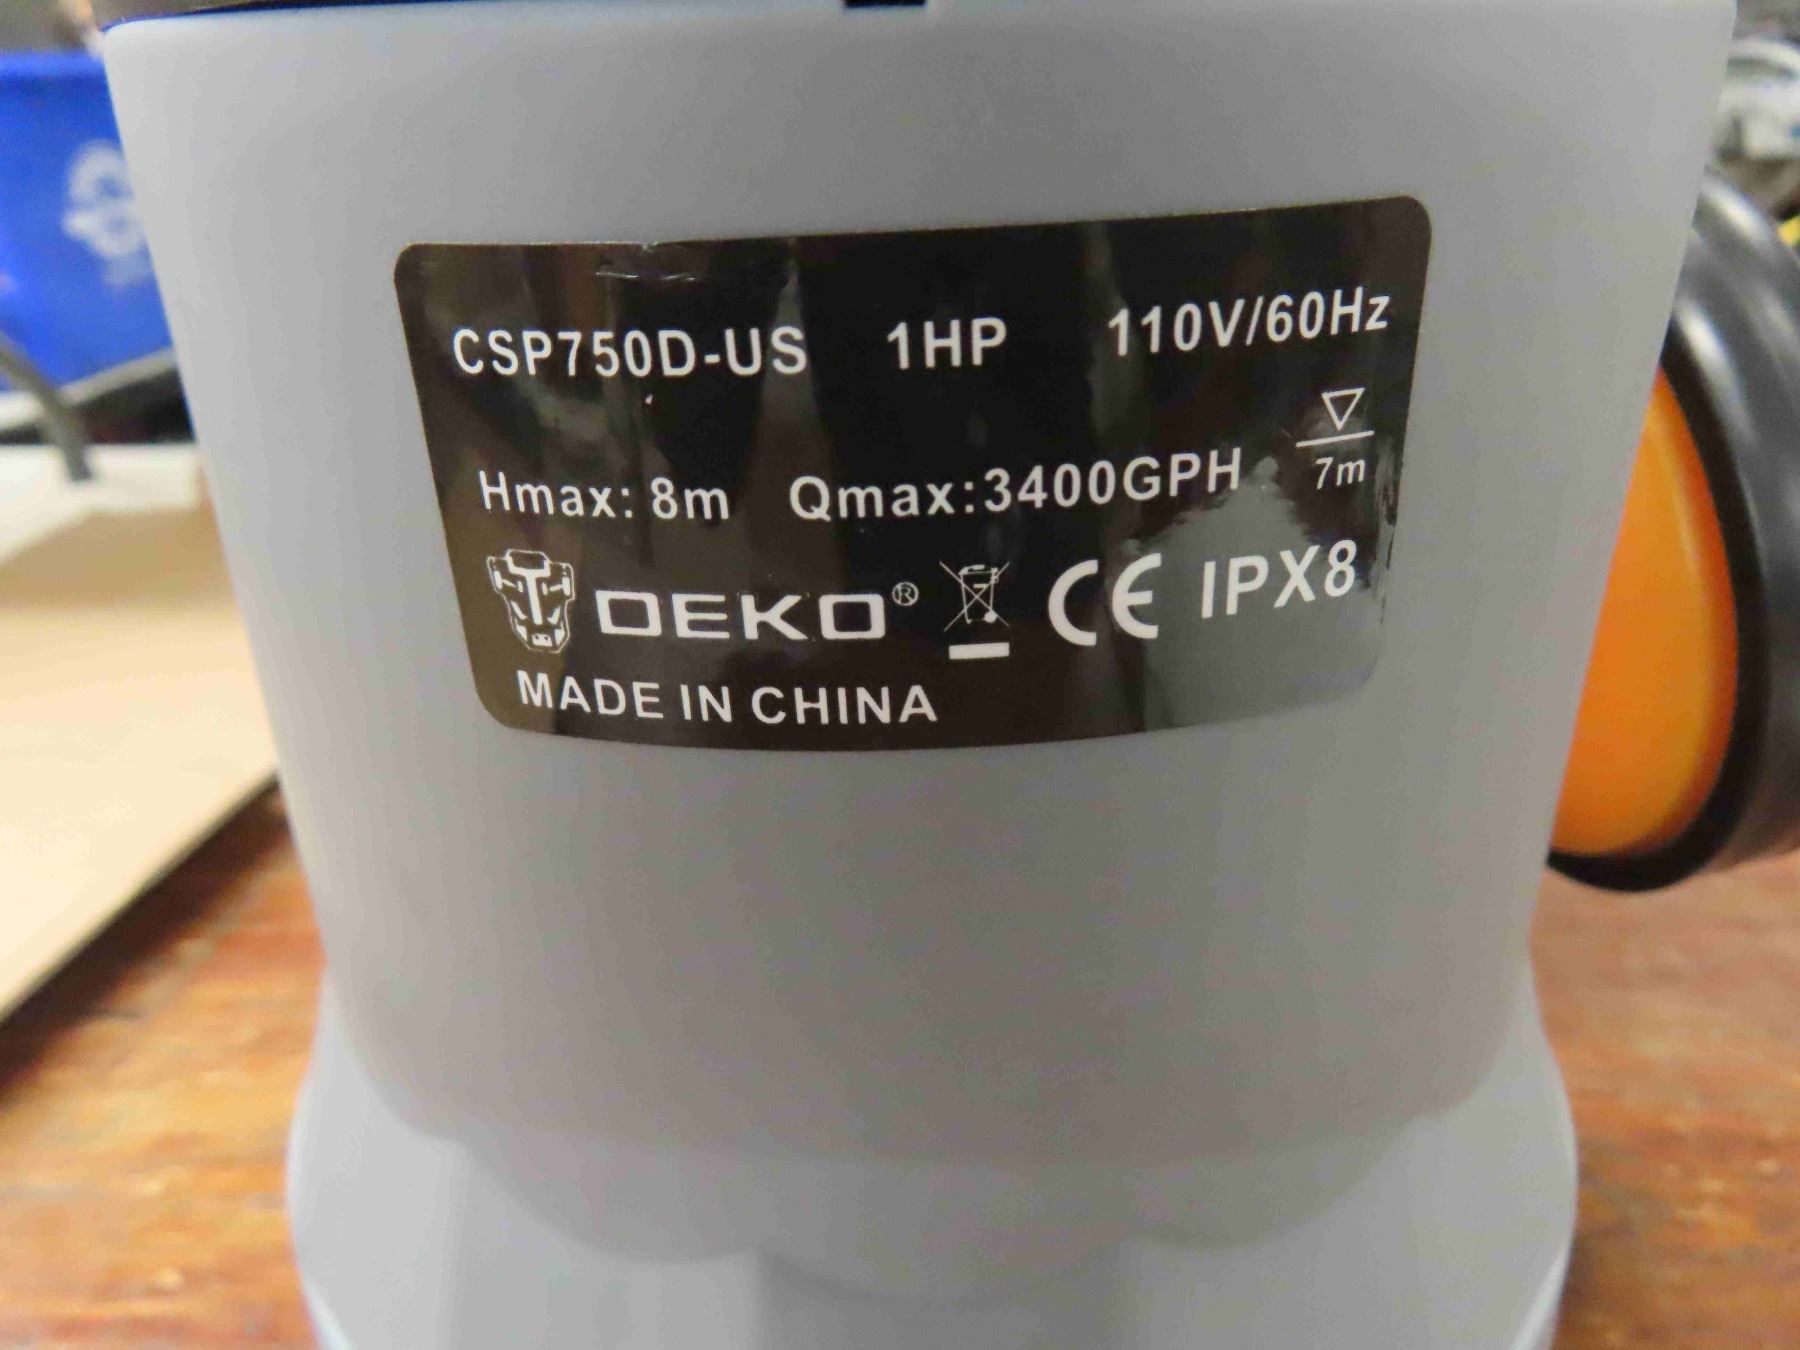 CSP750D-US 1HP 110V/60Hz
Hmax: 8m Qmax:3400GPH 7m
DEKO® CE IPX8
MADE IN CHINA